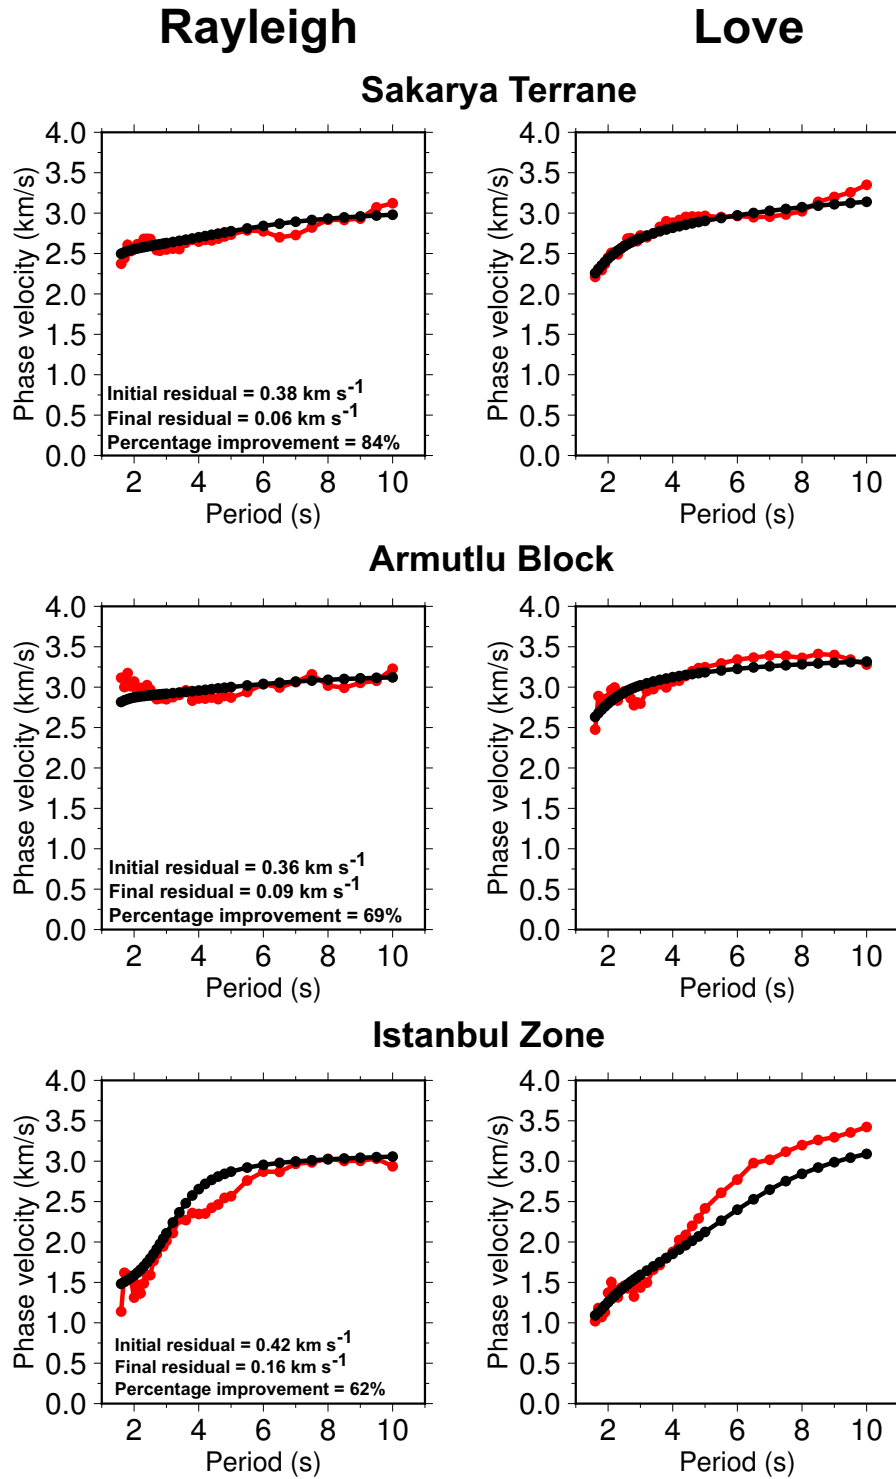 Rayleigh Love
Sakarya Terrane
4.0 4.0
3.5 3.5
3.0 3.0
2.5 2.5
2.0 2.0
1.5 1.5
1.0 1.0
0.5 0.5
0.0 0.0
Phase velocity (km/s) Phase velocity (km/s)
Initial residual = 0.38 km s-1
Final residual = 0.06 km s-1
Percentage improvement = 84%
2 4 6 8 10 2 4 6 8 10
Period (s) Period (s)
Armutlu Block
4.0 4.0
3.5 3.5
3.0 3.0
2.5 2.5
2.0 2.0
1.5 1.5
1.0 1.0
0.5 0.5
0.0 0.0
Phase velocity (km/s) Phase velocity (km/s)
Initial residual = 0.36 km s-1
Final residual = 0.09 km s-1
Percentage improvement = 69%
2 4 6 8 10 2 4 6 8 10
Period (s) Period (s)
Istanbul Zone
4.0 4.0
3.5 3.5
3.0 3.0
2.5 2.5
2.0 2.0
1.5 1.5
1.0 1.0
0.5 0.5
0.0 0.0
Phase velocity (km/s) Phase velocity (km/s)
Initial residual = 0.42 km s-1
Final residual = 0.16 km s-1
Percentage improvement = 62%
2 4 6 8 10 2 4 6 8 10
Period (s) Period (s)